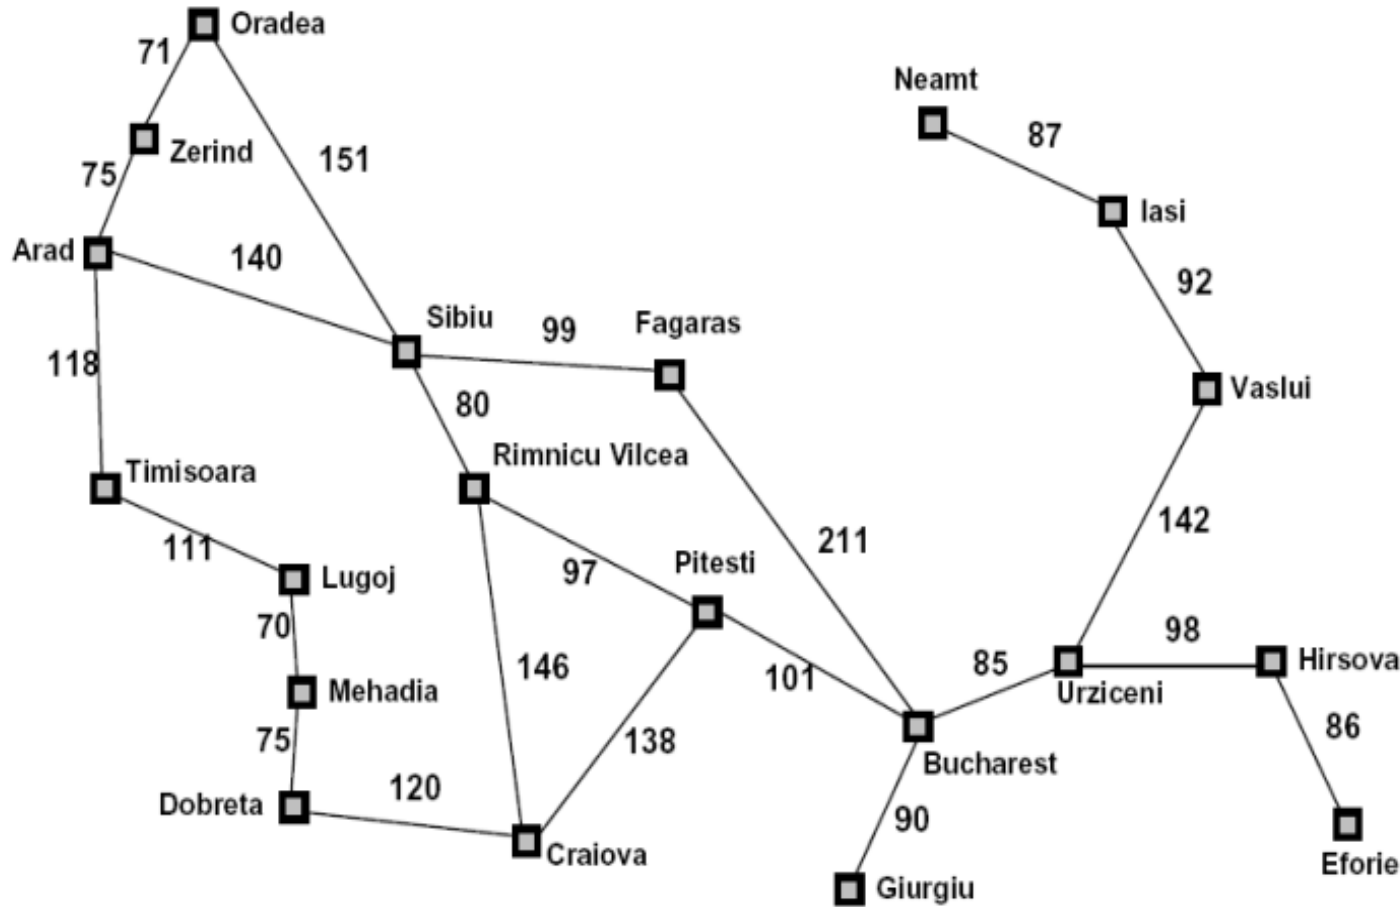 Oradea
71
Neamt
87
Zerind
151
75
Iasi
Arad
140
92
Sibiu
99
Fagaras
118
Vaslui
80
Timisoara
Rimnicu Vilcea
142
111
211
Lugoj
97
Pitesti
70
98
Hirsova
146
101
85
Urziceni
Mehadia
75
138
86
Bucharest
Dobreta
120
90
Craiova
Eforie
Giurgiu